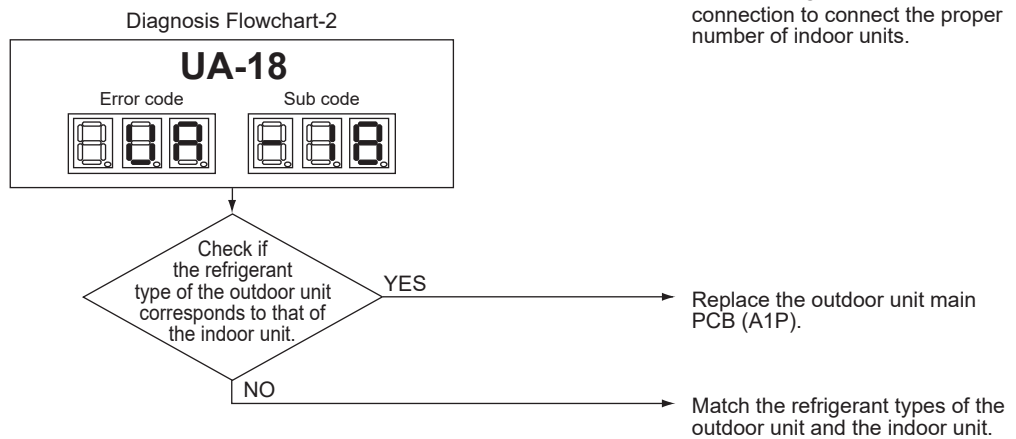 connection to connect the proper
number of indoor units.
Diagnosis Flowchart-2
UA-18
Error code Sub code
UA -18
Check if
the refrigerant
type of the outdoor unit
corresponds to that of
the indoor unit.
YES
Replace the outdoor unit main
PCB (A1P).
NO
Match the refrigerant types of the
outdoor unit and the indoor unit.